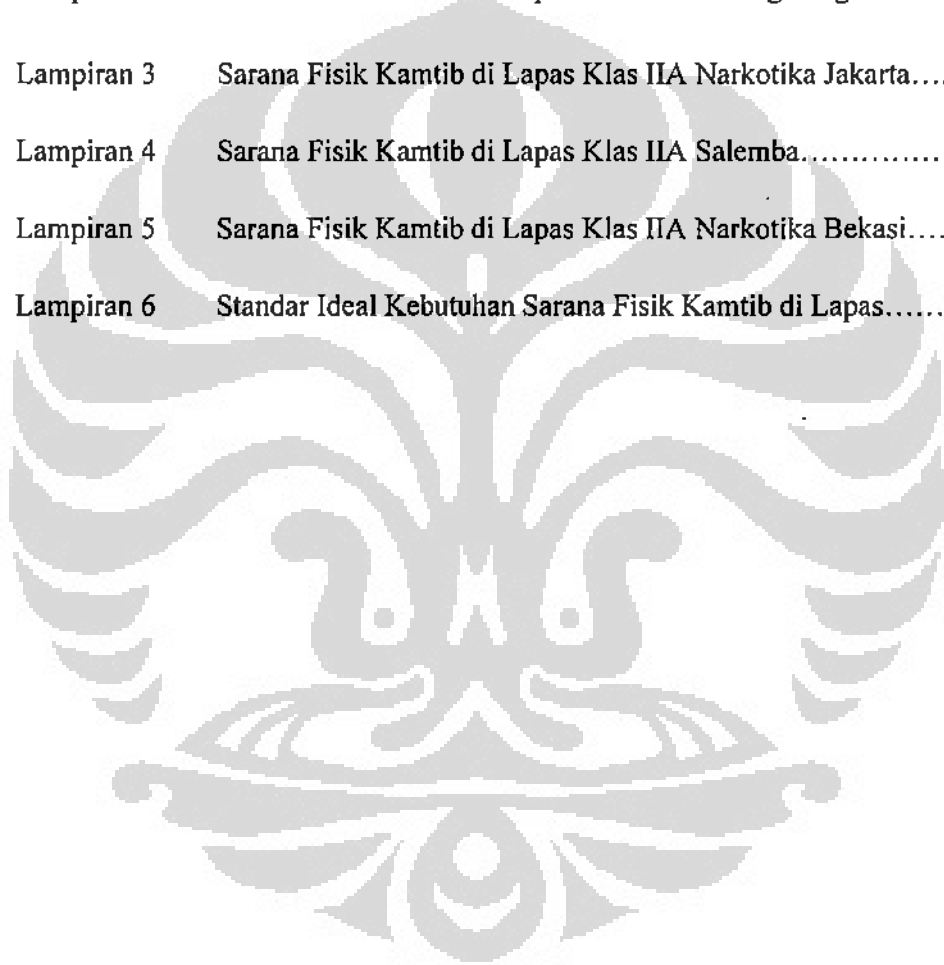 Lampiran 3 Sarana Fisik Kamtib di Lapas Klas IIA Narkotika Jakarta....
Lampiran 4 Sarana Fisik Kamtib di Lapas Klas IIA Salemba..............
Lampiran 5 Sarana Fisik Kamtib di Lapas Klas IIA Narkotika Bekasi....
Lampiran 6 Standar Ideal Kebutuhan Sarana Fisik Kamtib di Lapas......